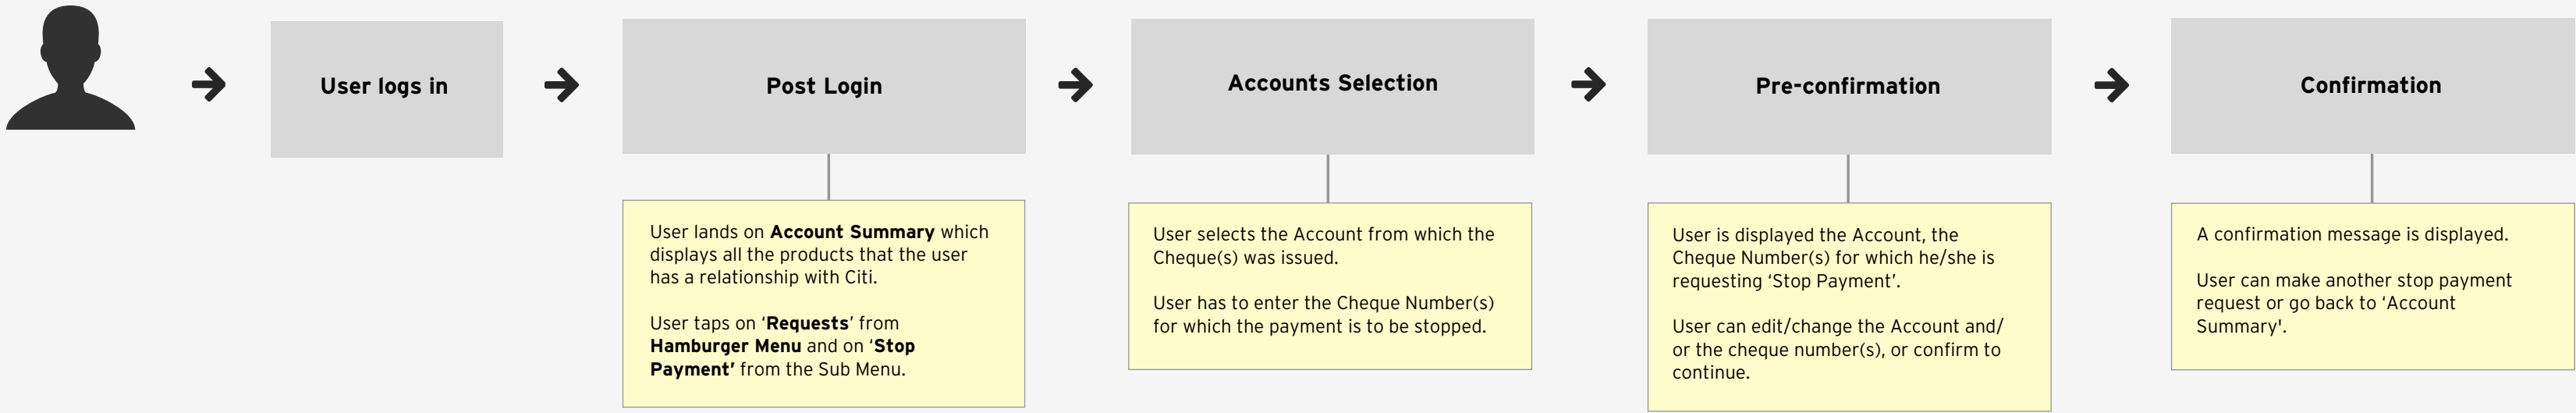 User logs in
Post Login
Accounts Selection
Pre-confirmation
Confirmation
User lands on Account Summary which
displays all the products that the user
has a relationship with Citi.
User taps on ‘Requests’ from
Hamburger Menu and on ‘Stop
Payment’ from the Sub Menu.
User selects the Account from which the
Cheque(s) was issued.
User has to enter the Cheque Number(s)
for which the payment is to be stopped.
User is displayed the Account, the
Cheque Number(s) for which he/she is
requesting ‘Stop Payment’.
User can edit/change the Account and/
or the cheque number(s), or confirm to
continue.
A confirmation message is displayed.
User can make another stop payment
request or go back to ‘Account
Summary'.